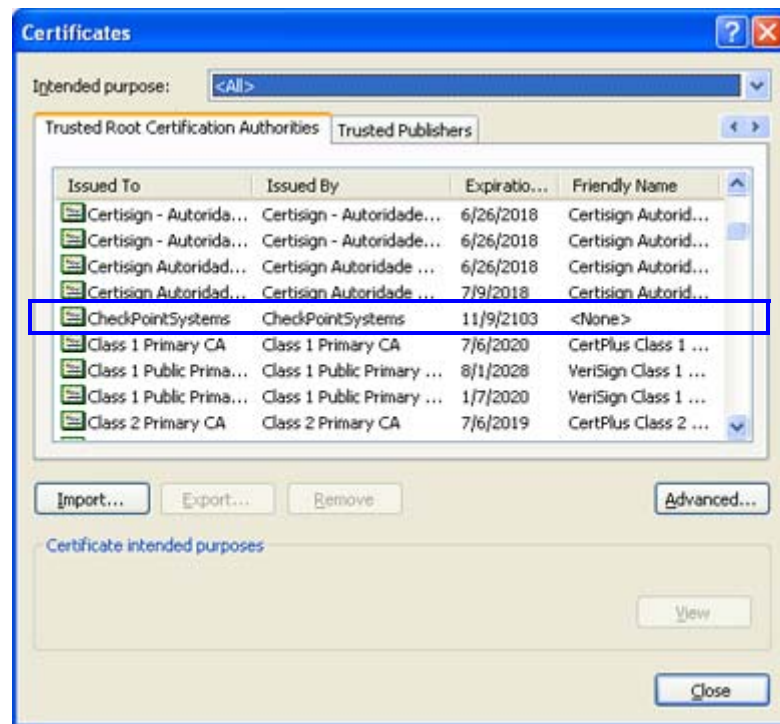 Certificates
Intended purpose: <All>
Trusted Root Certification Authorities Trusted Publishers
Issued To Issued By Expiratio... Friendly Name
Certisign - Autorida... Certisign - Autoridade... 6/26/2018 Certisign Autorid...
Certisign - Autorida... Certisign - Autoridade... 6/26/2018 Certisign Autorid...
Certisign Autoridad... Certisign Autoridade ... 6/26/2018 Certisign Autorid...
Certisign Autoridad... Certisign Autoridade ... 7/9/2018 Certisign Autorid...
CheckPointSystems CheckPointSystems 11/9/2103 <None>
Class 1 Primary CA Class 1 Primary CA 7/6/2020 CertPlus Class 1 ...
Class 1 Public Prima... Class 1 Public Primary ... 8/1/2028 VeriSign Class 1 ...
Class 1 Public Prima... Class 1 Public Primary ... 1/7/2020 VeriSign Class 1 ...
Class 2 Primary CA Class 2 Primary CA 7/6/2019 CertPlus Class 2 ...
Import... Export... Remove Advanced...
Certificate intended purposes
View
Close